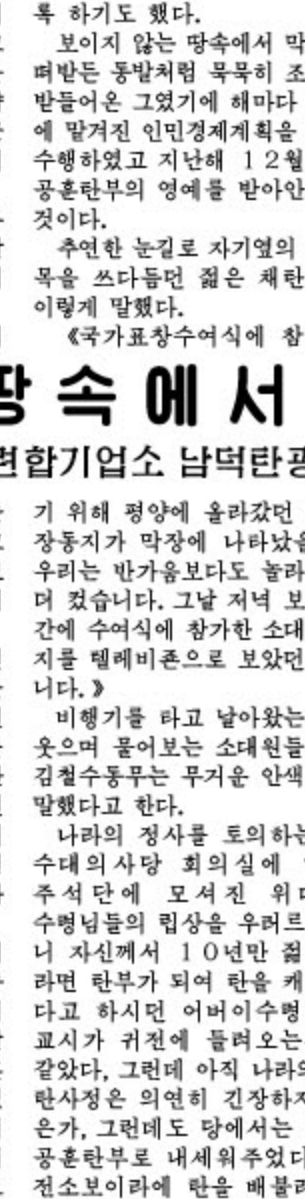 록 하기도 했다.
보이지 않는 땅속에서 막
떠받든 동발처럼 묵묵히 조
받들어온 그였기에 해마다
에 맡겨진 인민경제계획을
수행하였고 지난해 12월
공훈탄부의 영예를 받아안
것이다.
추연한 눈길로 자기옆의
목을 쓰다듬던 젊은 채탄
이렇게 말했다.
《국가표창수여식에 참
땅속에서
련합기업소 남덕탄광
기 위해 평양에 올라갔던
장동지가 막장에 나타났을
우리는 반가움보다도 놀라
더 컸습니다. 그날 저녁 보
간에 수여식에 참가한 소대
지를 텔레비죤으로 보았던
니다.》
비행기를 타고 날아왔는
웃으며 물어보는 소대원들
김철수동무는 무거운 안색
말했다고 한다.
나라의 정사를 토의하는
수대의사당 회의실에
주석단에 모셔진 위대
수령님들의 립상을 우러르
니 자신께서 10년만 젊
라면 탄부가 되여 탄을 캐
다고 하시던 어버이수령
교시가 귀전에 들려오는
같았다, 그런데 아직 나라의
탄사정은 의연히 긴장하지
은가, 그런데도 당에서는
공훈탄부로 내세워주었다
전소보이라에 탄을 배불리